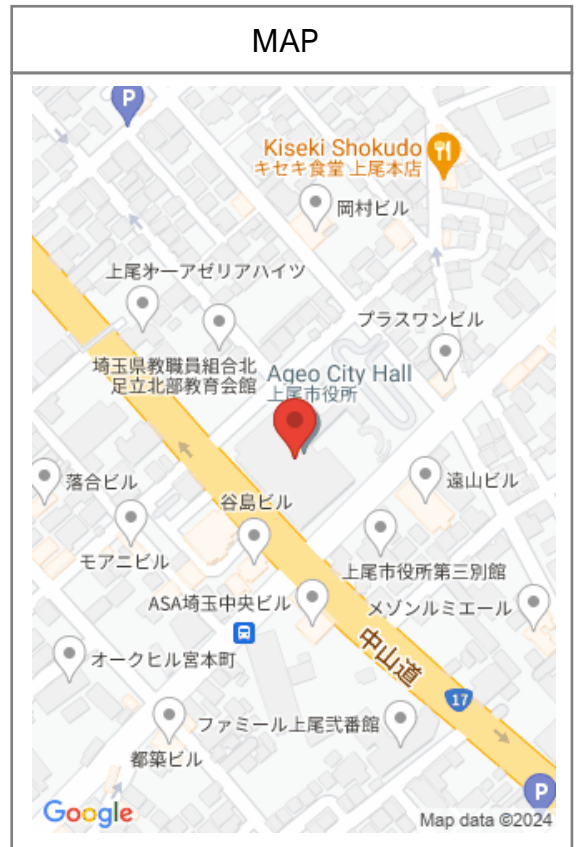 MAP
P
Kiseki Shokudo
キセキ食堂 上尾本店
岡村ビル
上尾第一アゼリアハイツ
プラスワンビル
埼玉県教職員組合北
足立北部教育会館
Ageo City Hall
上尾市役所
落合ビル
谷島ビル
遠山ビル
モアニビル
上尾市役所第三別館
ASA埼玉中央ビル
メゾンルミエール
中山道
オークヒル宮本町
17
ファミール上尾弐番館
都築ビル
P
Google
Map data ©2024